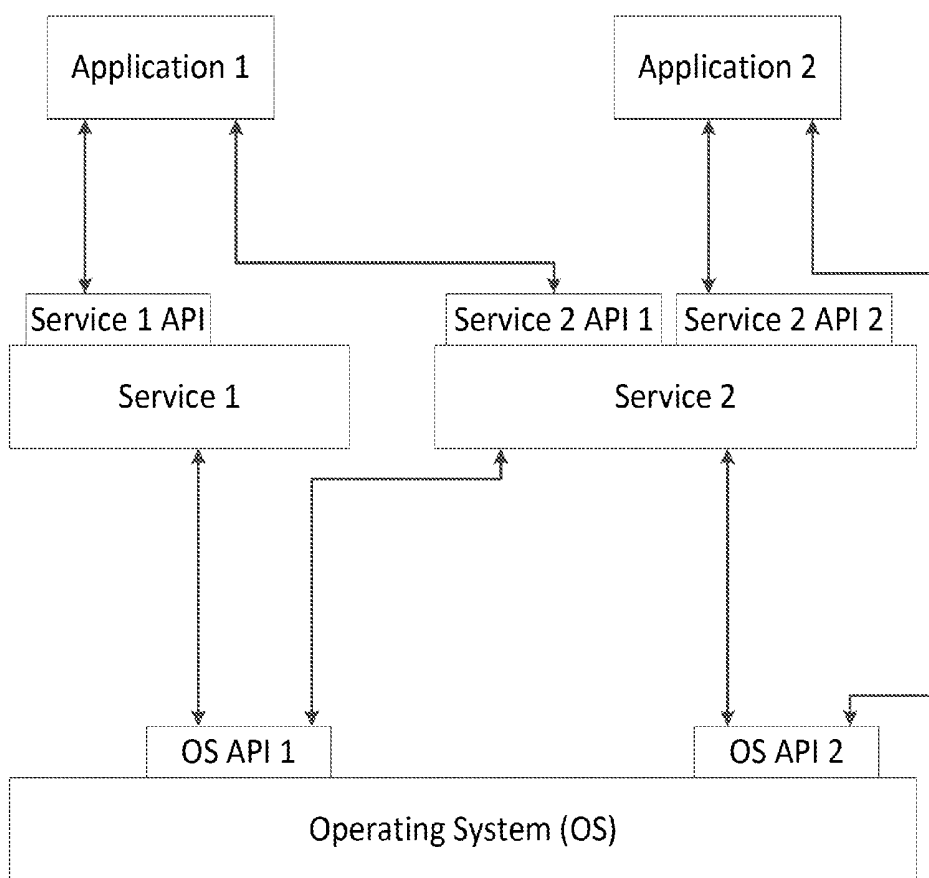 Application 1
Application 2
Service 1 API
Service 2 API 1
Service 2 API 2
Service 1
Service 2
OS API 1
OS API 2
Operating System (OS)